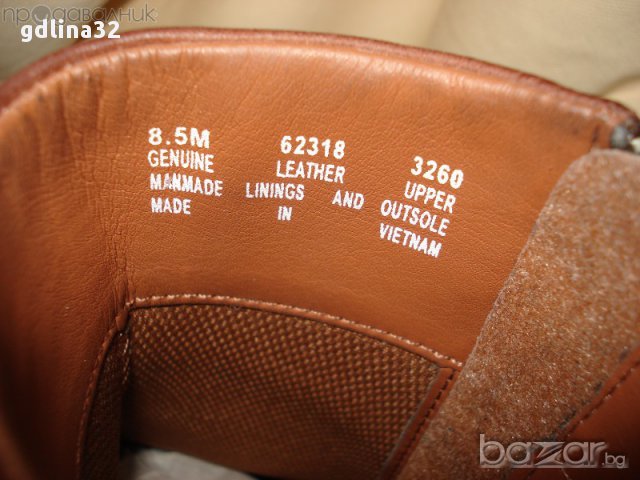 продавалник
gdlina32
8.5M 62318 3260
GENUINE LEATHER UPPER
MANMADE LININGS AND OUTSOLE
MADE IN VIETNAM
bazar.bg